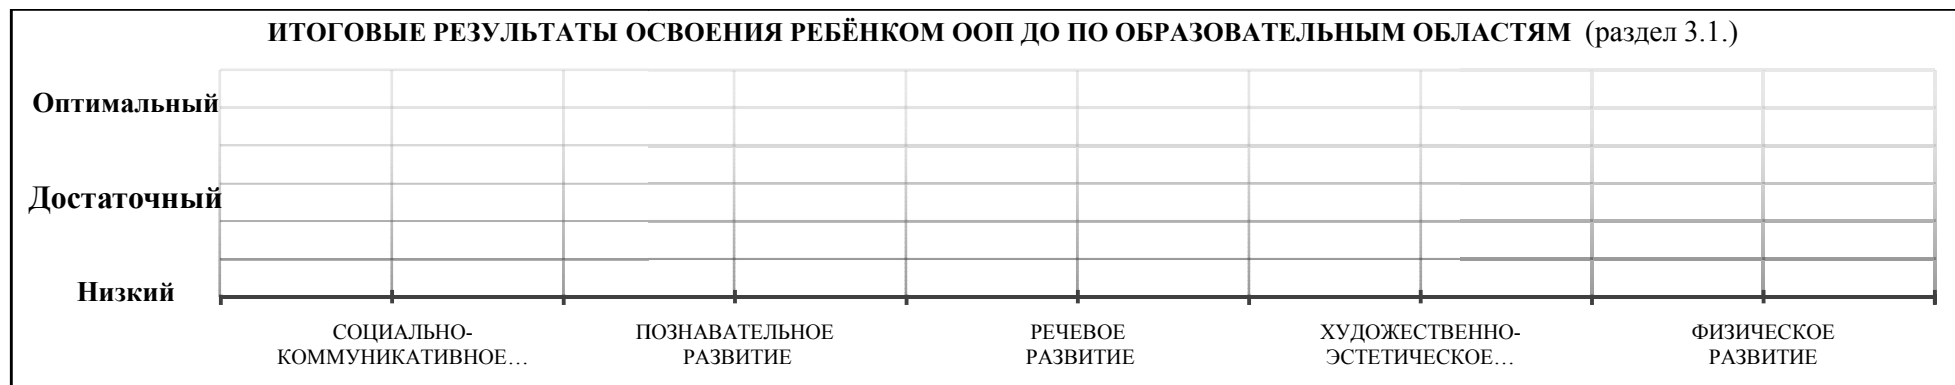 ИТОГОВЫЕ РЕЗУЛЬТАТЫ ОСВОЕНИЯ РЕБЁНКОМ ООП ДО ПО ОБРАЗОВАТЕЛЬНЫМ ОБЛАСТЯМ (раздел 3.1.)
Оптимальный
Достаточный
Низкий
СОЦИАЛЬНО-
КОММУНИКАТИВНОЕ…
ПОЗНАВАТЕЛЬНОЕ
РАЗВИТИЕ
РЕЧЕВОЕ
РАЗВИТИЕ
ХУДОЖЕСТВЕННО-
ЭСТЕТИЧЕСКОЕ…
ФИЗИЧЕСКОЕ
РАЗВИТИЕ